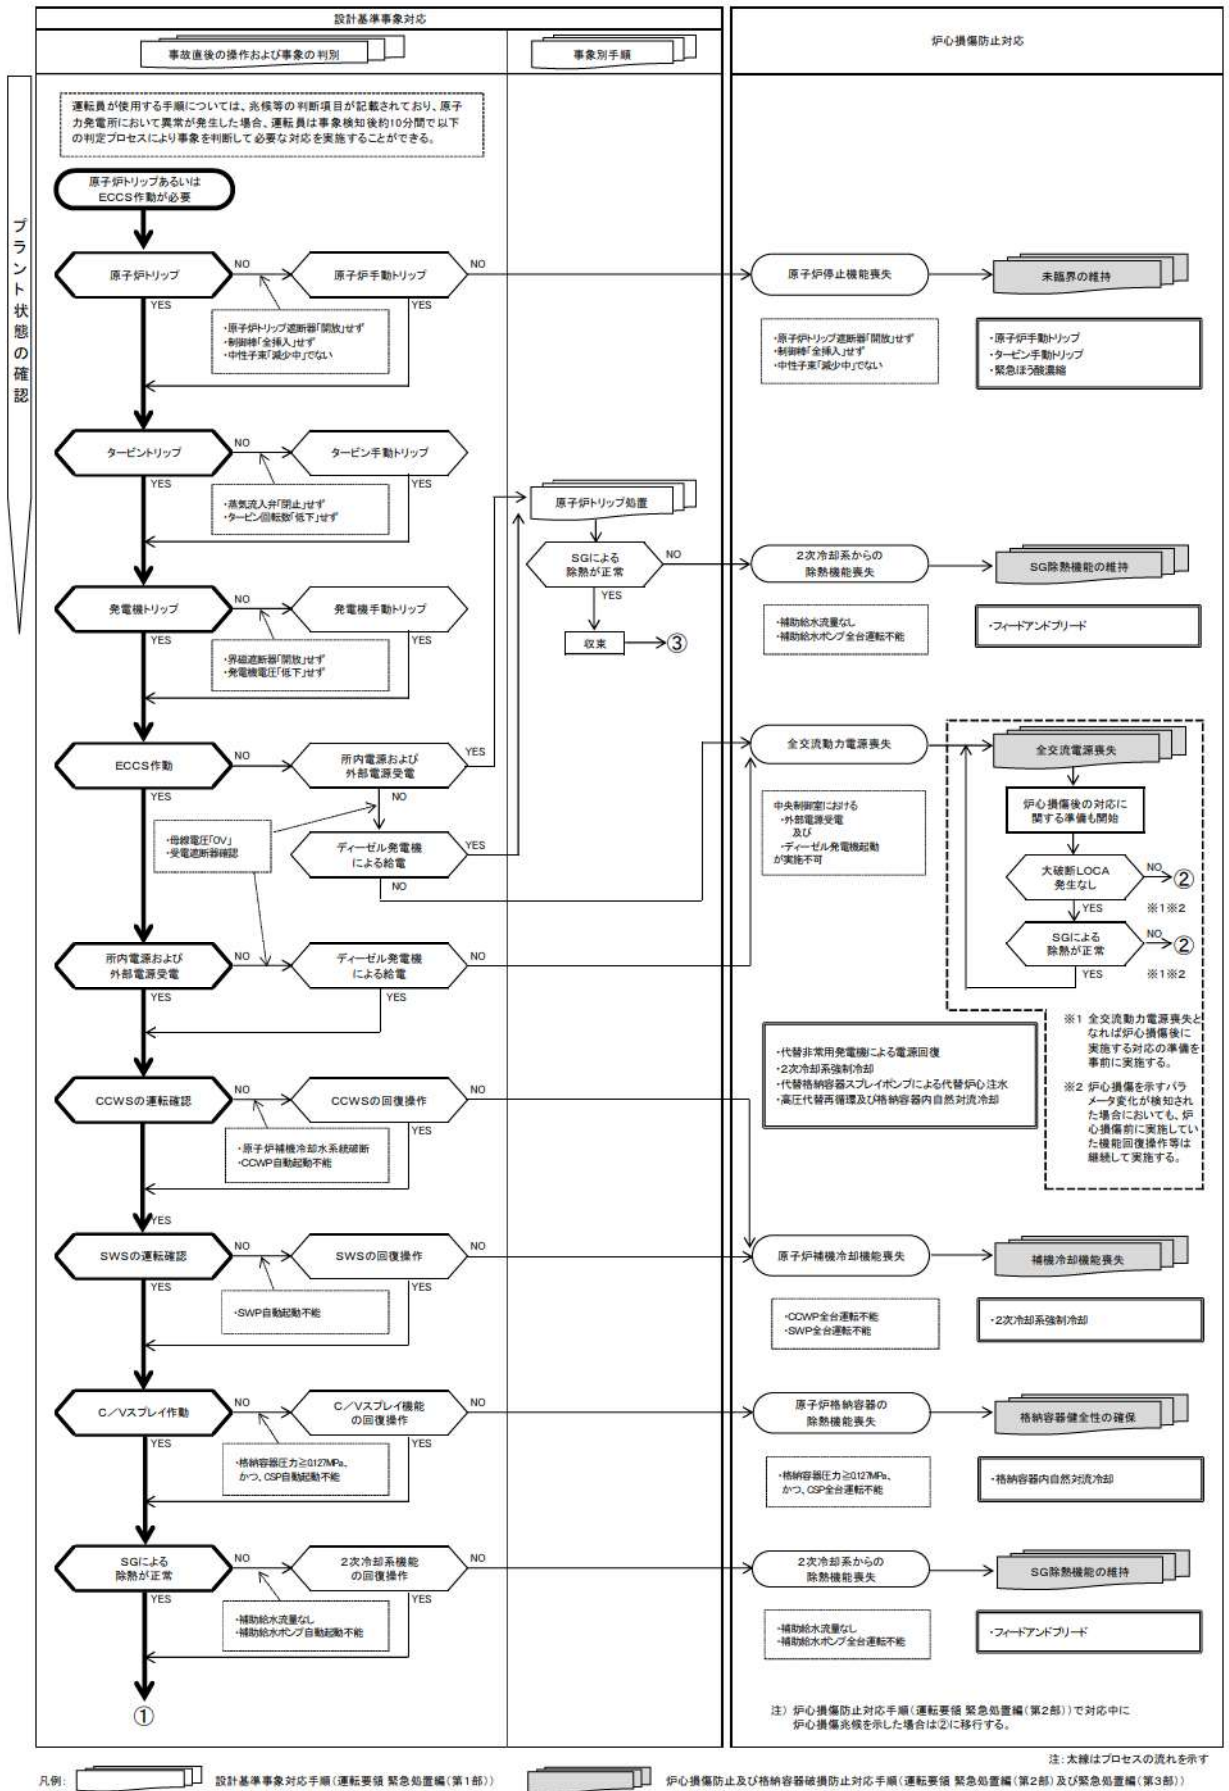 設計基準事象対応
炉心損傷防止対応
事故直後の操作および事象の判別
事象別手順
プラント状態の確認
運転員が使用する手順については、兆候等の判断項目が記載されており、原子
力発電所において異常が発生した場合、運転員は事象検知後約10分間で以下
の判定プロセスにより事象を判断して必要な対応を実施することができる。
原子炉トリップあるいは
ECCS作動が必要
原子炉トリップ
NO
YES
原子炉手動トリップ
NO
YES
・原子炉トリップ遮断器「開放」せず
・制御棒「全挿入」せず
・中性子束「減少中」でない
原子炉停止機能喪失
未臨界の維持
・原子炉トリップ遮断器「開放」せず
・制御棒「全挿入」せず
・中性子束「減少中」でない
・原子炉手動トリップ
・タービン手動トリップ
・緊急ほう酸濃縮
タービントリップ
NO
YES
タービン手動トリップ
YES
・蒸気流入弁「閉止」せず
・タービン回転数「低下」せず
原子炉トリップ処置
SGによる
除熱が正常
NO
YES
収束
③
2次冷却系からの
除熱機能喪失
SG除熱機能の維持
・補助給水流量なし
・補助給水ポンプ全台運転不能
・フィードアンドブリード
発電機トリップ
NO
YES
発電機手動トリップ
YES
・界磁遮断器「開放」せず
・発電機電圧「低下」せず
ECCS作動
NO
YES
所内電源および
外部電源受電
YES
NO
・母線電圧「0V」
・受電遮断器確認
ディーゼル発電機
による給電
YES
NO
全交流動力電源喪失
全交流電源喪失
中央制御室における
・外部電源受電
及び
・ディーゼル発電機起動
が実施不可
炉心損傷後の対応に
関する準備も開始
大破断LOCA
発生なし
NO
②
YES
※1※2
SGによる
除熱が正常
NO
②
YES
※1※2
所内電源および
外部電源受電
NO
YES
ディーゼル発電機
による給電
NO
YES
※1 全交流動力電源喪失と
なれば炉心損傷後に
実施する対応の準備を
事前に実施する。
※2 炉心損傷を示すパラ
メータ変化が検知され
た場合においても、炉
心損傷前に実施してい
た機能回復操作等は
継続して実施する。
・代替非常用発電機による電源回復
・2次冷却系強制冷却
・代替格納容器スプレイポンプによる代替炉心注水
・高圧代替再循環及び格納容器内自然対流冷却
CCWSの運転確認
NO
YES
CCWSの回復操作
NO
YES
・原子炉補機冷却水系統破断
・CCWP自動起動不能
SWSの運転確認
NO
YES
SWSの回復操作
NO
YES
・SWP自動起動不能
原子炉補機冷却機能喪失
補機冷却機能喪失
・CCWP全台運転不能
・SWP全台運転不能
・2次冷却系強制冷却
C/Vスプレイ作動
NO
YES
C/Vスプレイ機能
の回復操作
NO
YES
・格納容器圧力≧0.127MPa、
かつ、CSP自動起動不能
原子炉格納容器の
除熱機能喪失
格納容器健全性の確保
・格納容器圧力≧0.127MPa、
かつ、CSP全台運転不能
・格納容器内自然対流冷却
SGによる
除熱が正常
NO
YES
2次冷却系機能
の回復操作
NO
YES
・補助給水流量なし
・補助給水ポンプ自動起動不能
2次冷却系からの
除熱機能喪失
SG除熱機能の維持
・補助給水流量なし
・補助給水ポンプ全台運転不能
・フィードアンドブリード
①
注) 炉心損傷防止対応手順(運転要領 緊急処置編(第2部))で対応中に
炉心損傷兆候を示した場合は②に移行する。
注:太線はプロセスの流れを示す
凡例:
設計基準事象対応手順(運転要領 緊急処置編(第1部))
炉心損傷防止及び格納容器破損防止対応手順(運転要領 緊急処置編(第2部)及び緊急処置編(第3部))